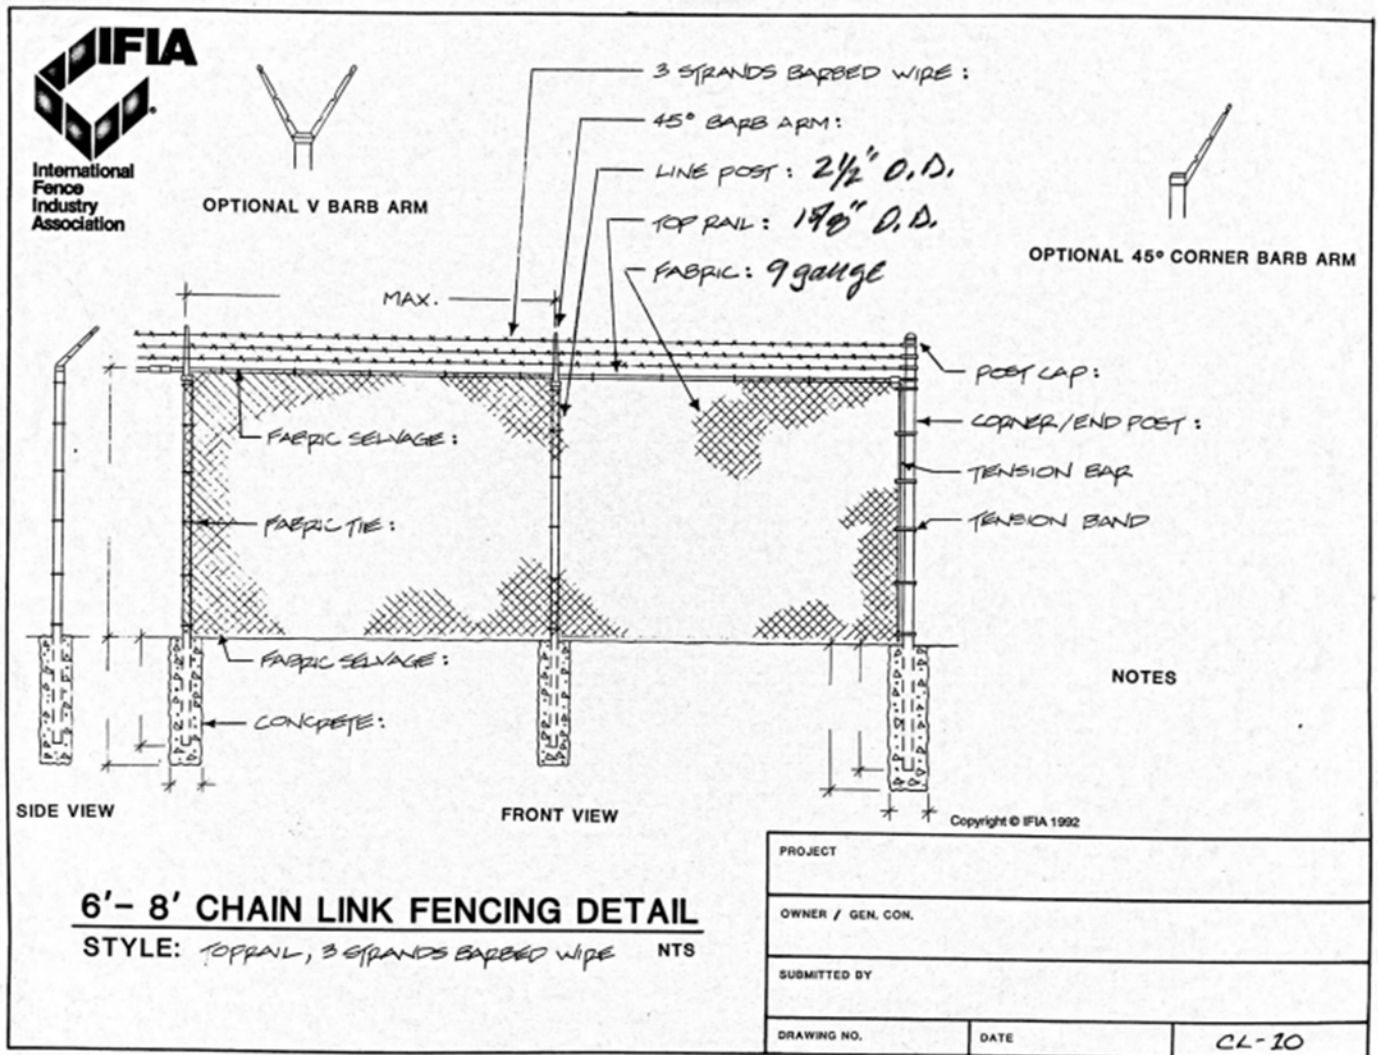 IFIA
International
Fence
Industry
Association
OPTIONAL V BARB ARM
3 STRANDS BARBED WIRE:
45° BARB ARM:
LINE POST: 2½" O.D.
TOP RAIL: 1⅝" O.D.
FABRIC: 9 gauge
OPTIONAL 45° CORNER BARB ARM
MAX.
POST CAP:
CORNER/END POST:
TENSION BAR
TENSION BAND
FABRIC SELVAGE:
FABRIC TIE:
FABRIC SELVAGE:
CONCRETE:
NOTES
SIDE VIEW
FRONT VIEW
Copyright © IFIA 1992
6'- 8' CHAIN LINK FENCING DETAIL
STYLE: TOPRAIL, 3 STRANDS BARBED WIRE NTS
PROJECT
OWNER / GEN. CON.
SUBMITTED BY
DRAWING NO.
DATE
CL-10